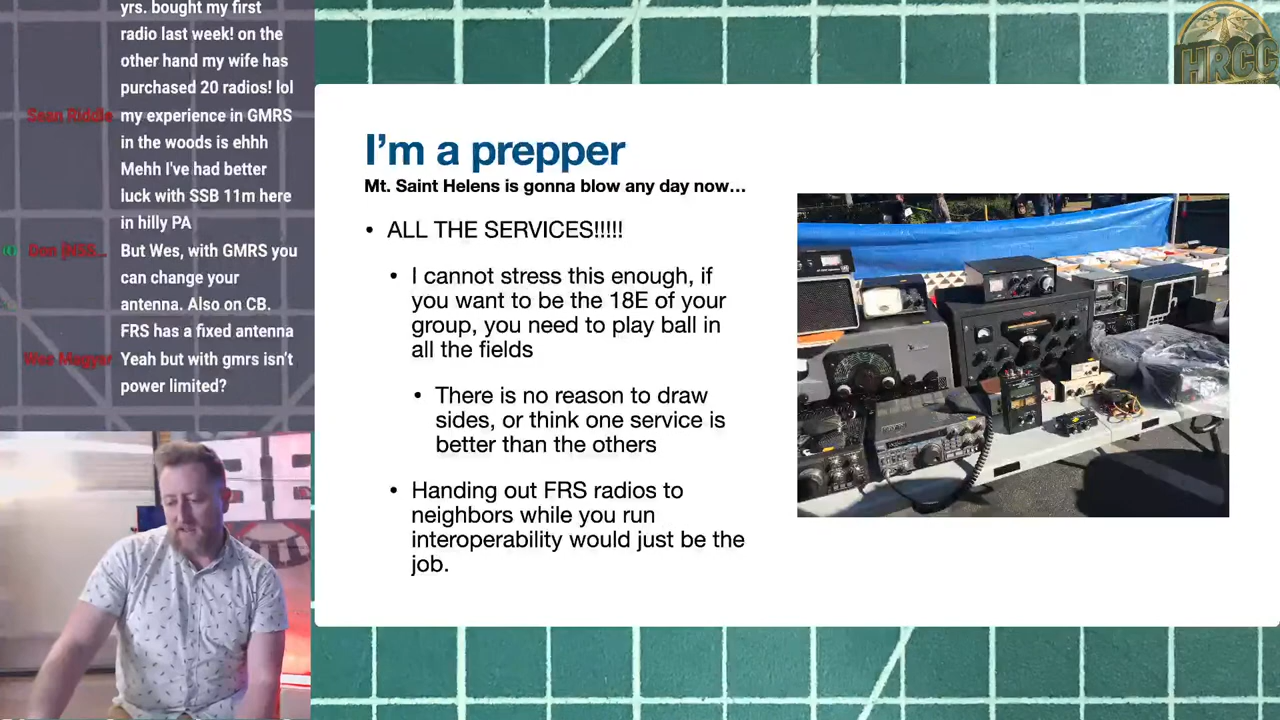 yrs. bought my first
radio last week! on the
other hand my wife has
purchased 20 radios! lol
Sean Riddle
my experience in GMRS
in the woods is ehhh
Mehh I've had better
luck with SSB 11m here
in hilly PA
But Wes, with GMRS you
can change your
antenna. Also on CB.
FRS has a fixed antenna
Wes Magyar
Yeah but with gmrs isn't
power limited?
HRCC
I'm a prepper
Mt. Saint Helens is gonna blow any day now…
• ALL THE SERVICES!!!!!
• I cannot stress this enough, if
you want to be the 18E of your
group, you need to play ball in
all the fields
• There is no reason to draw
sides, or think one service is
better than the others
• Handing out FRS radios to
neighbors while you run
interoperability would just be the
job.